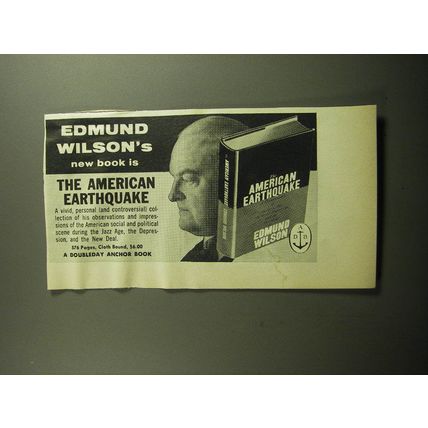 EDMUND
WILSON's
new book is
THE AMERICAN
EARTHQUAKE
A vivid, personal (and controversial) col-
lection of his observations and impres-
sions of the American social and political
scene during the Jazz Age, the Depres-
sion, and the New Deal.
576 Pages, Cloth Bound, $6.00
A DOUBLEDAY ANCHOR BOOK
The
AMERICAN
EARTHQUAKE
EDMUND
WILSON
A
D D